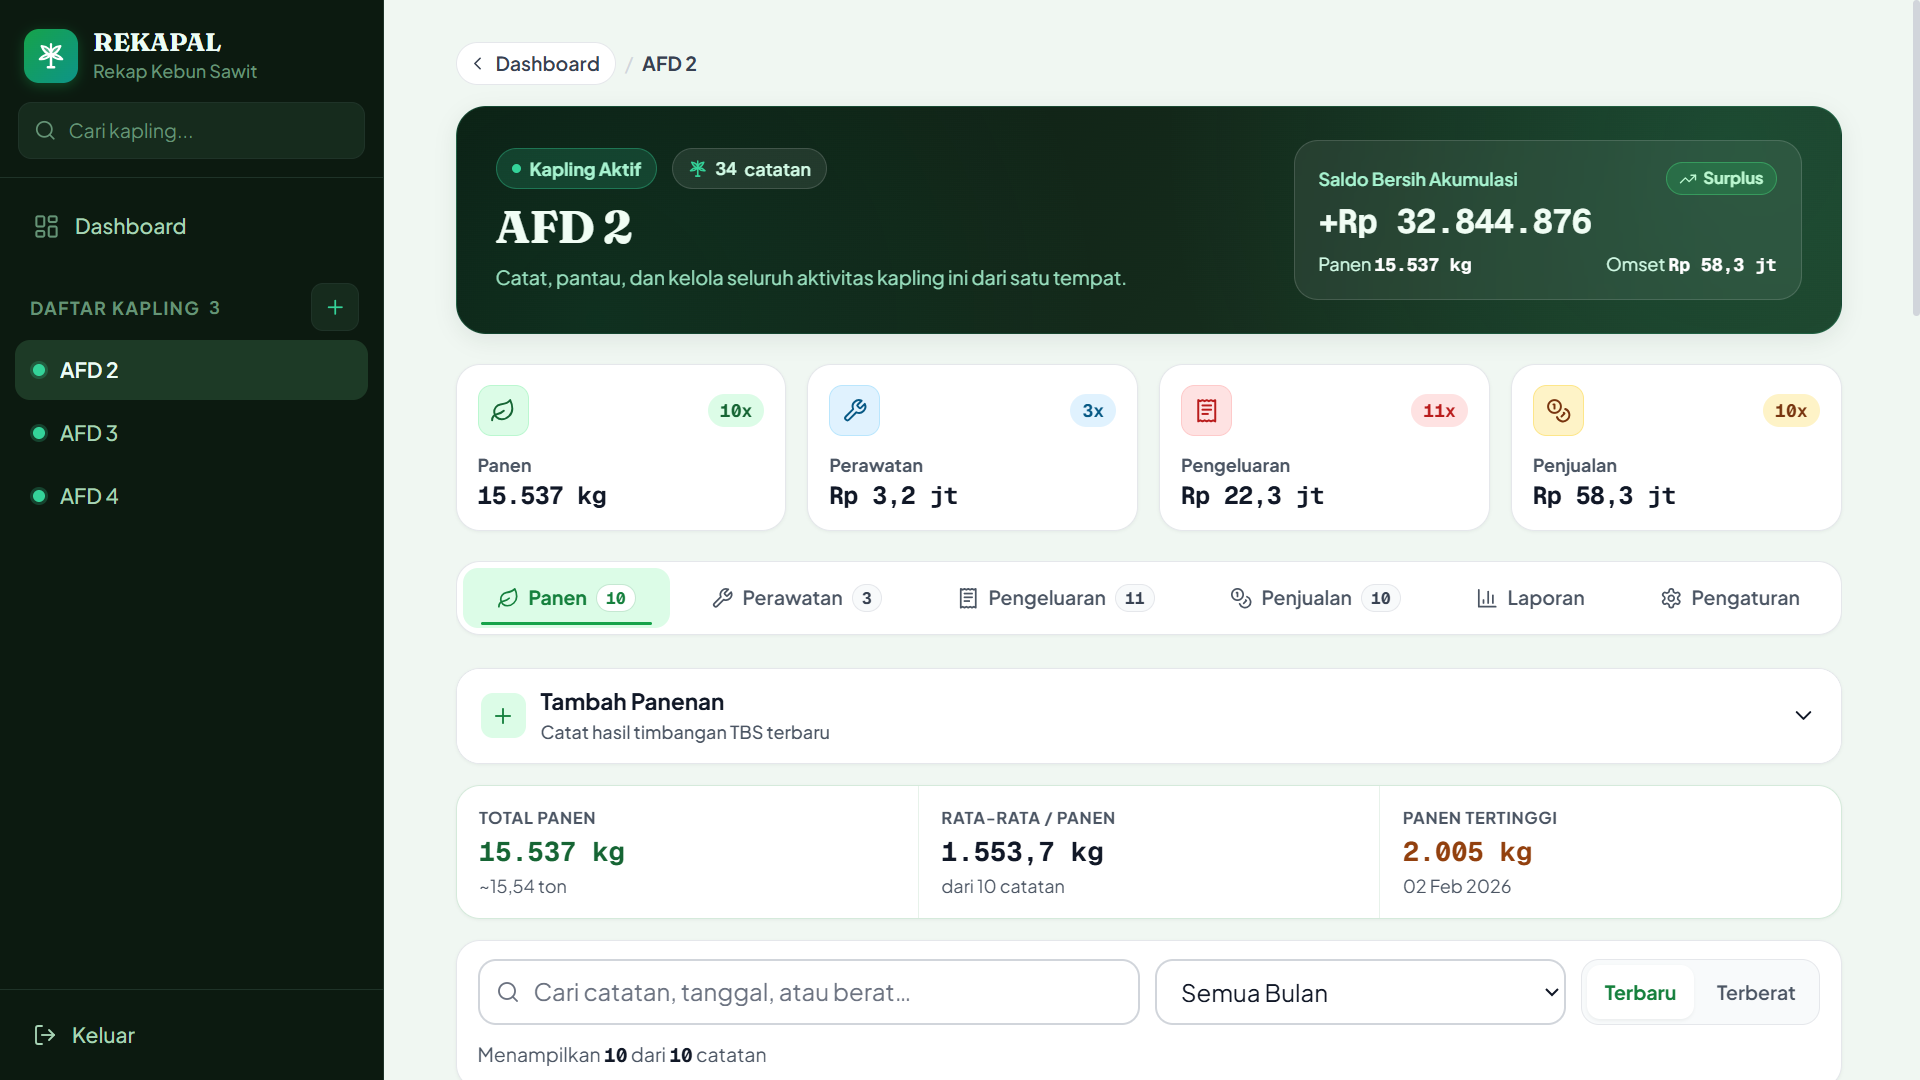 REKAPAL
Rekap Kebun Sawit
Cari kapling...
Dashboard
DAFTAR KAPLING 3
AFD 2
AFD 3
AFD 4
Keluar
Dashboard / AFD 2
Kapling Aktif
34 catatan
AFD 2
Catat, pantau, dan kelola seluruh aktivitas kapling ini dari satu tempat.
Saldo Bersih Akumulasi
Surplus
+Rp 32.844.876
Panen 15.537 kg
Omset Rp 58,3 jt
10x
Panen
15.537 kg
3x
Perawatan
Rp 3,2 jt
11x
Pengeluaran
Rp 22,3 jt
10x
Penjualan
Rp 58,3 jt
Panen 10
Perawatan 3
Pengeluaran 11
Penjualan 10
Laporan
Pengaturan
Tambah Panenan
Catat hasil timbangan TBS terbaru
TOTAL PANEN
15.537 kg
~15,54 ton
RATA-RATA / PANEN
1.553,7 kg
dari 10 catatan
PANEN TERTINGGI
2.005 kg
02 Feb 2026
Cari catatan, tanggal, atau berat...
Semua Bulan
Terbaru
Terberat
Menampilkan 10 dari 10 catatan